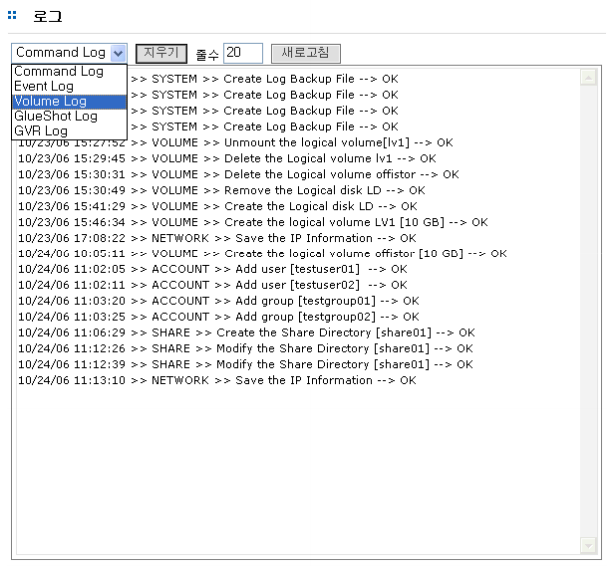 로그
Command Log 지우기 줄수 20 새로고침
Command Log
Event Log
Volume Log
GlueShot Log
GVR Log
>> SYSTEM >> Create Log Backup File --> OK
>> SYSTEM >> Create Log Backup File --> OK
>> SYSTEM >> Create Log Backup File --> OK
>> SYSTEM >> Create Log Backup File --> OK
10/23/06 15:27:52 >> VOLUME >> Unmount the logical volume[lv1] --> OK
10/23/06 15:29:45 >> VOLUME >> Delete the Logical volume lv1 --> OK
10/23/06 15:30:31 >> VOLUME >> Delete the Logical volume offistor --> OK
10/23/06 15:30:49 >> VOLUME >> Remove the Logical disk LD --> OK
10/23/06 15:41:29 >> VOLUME >> Create the Logical disk LD --> OK
10/23/06 15:46:34 >> VOLUME >> Create the logical volume LV1 [10 GB] --> OK
10/23/06 17:08:22 >> NETWORK >> Save the IP Information --> OK
10/24/06 10:05:11 >> VOLUME >> Create the logical volume offistor [10 GB] --> OK
10/24/06 11:02:05 >> ACCOUNT >> Add user [testuser01] --> OK
10/24/06 11:02:11 >> ACCOUNT >> Add user [testuser02] --> OK
10/24/06 11:03:20 >> ACCOUNT >> Add group [testgroup01] --> OK
10/24/06 11:03:25 >> ACCOUNT >> Add group [testgroup02] --> OK
10/24/06 11:06:29 >> SHARE >> Create the Share Directory [share01] --> OK
10/24/06 11:12:26 >> SHARE >> Modify the Share Directory [share01] --> OK
10/24/06 11:12:39 >> SHARE >> Modify the Share Directory [share01] --> OK
10/24/06 11:13:10 >> NETWORK >> Save the IP Information --> OK